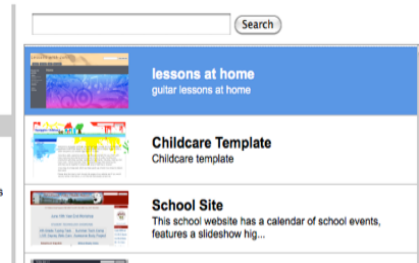 Search
lessons at home
guitar lessons at home
Childcare Template
Childcare template
School Site
This school website has a calendar of school events,
features a slideshow hig...
s